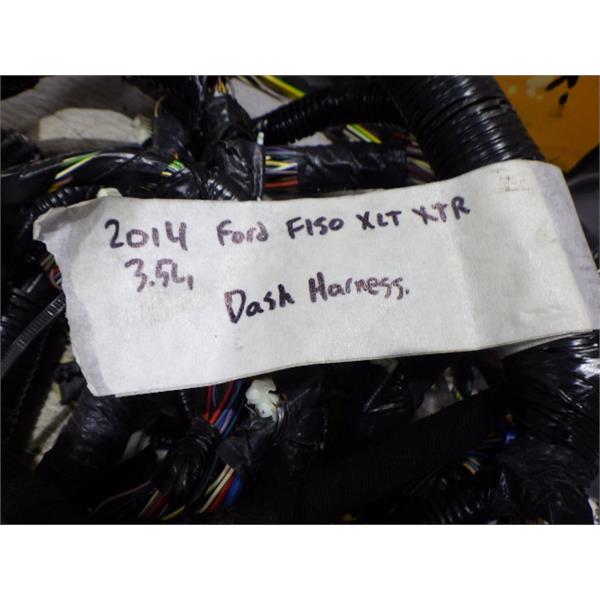 2014 Ford F150 XLT XTR
3.5L,
Dash Harness.